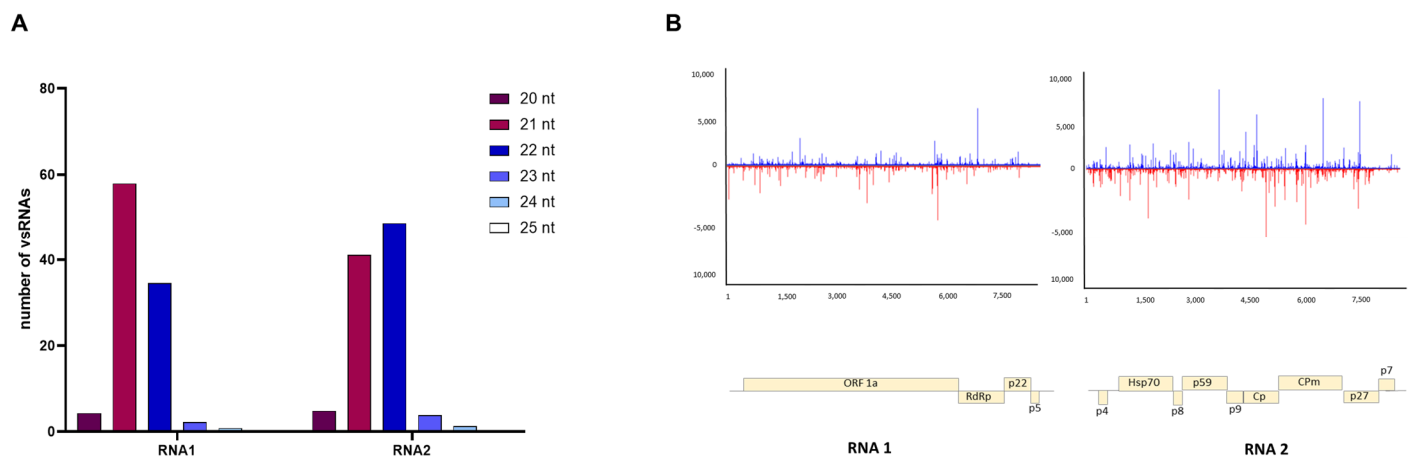 A
number of vsRNAs
80
60
40
20
0
RNA1
RNA2
20 nt
21 nt
22 nt
23 nt
24 nt
25 nt
B
10,000
5,000
0
-5,000
10,000
1
1,500
3,000
4,500
6,000
7,500
ORF 1a
RdRp
p22
p5
RNA 1
10,000
5,000
0
-5,000
10,000
1
1,500
3,000
4,500
6,000
7,500
p4
Hsp70
p8
p59
p9
Cp
CPm
p27
p7
RNA 2